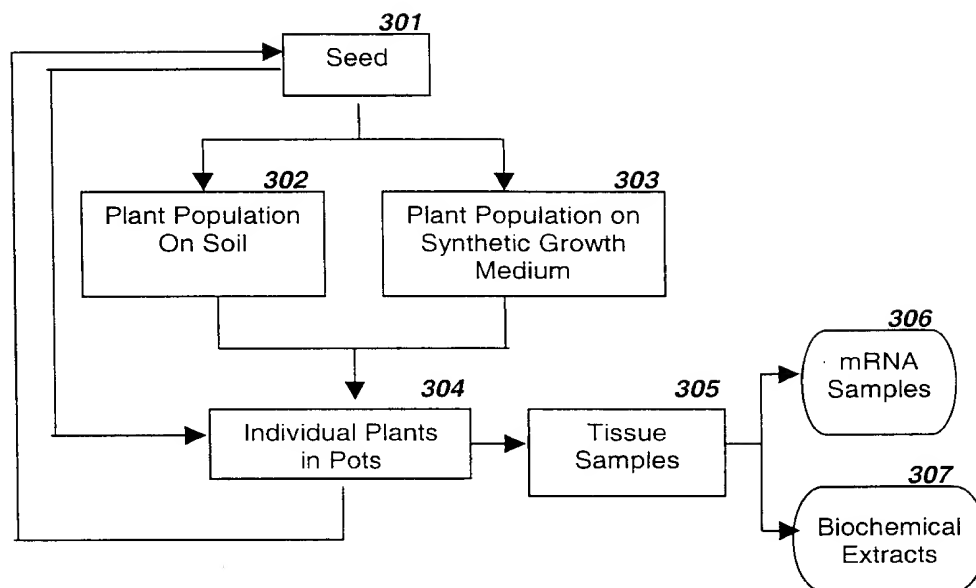 301
Seed
302
Plant Population
On Soil
303
Plant Population on
Synthetic Growth
Medium
304
Individual Plants
in Pots
305
Tissue
Samples
306
mRNA
Samples
307
Biochemical
Extracts